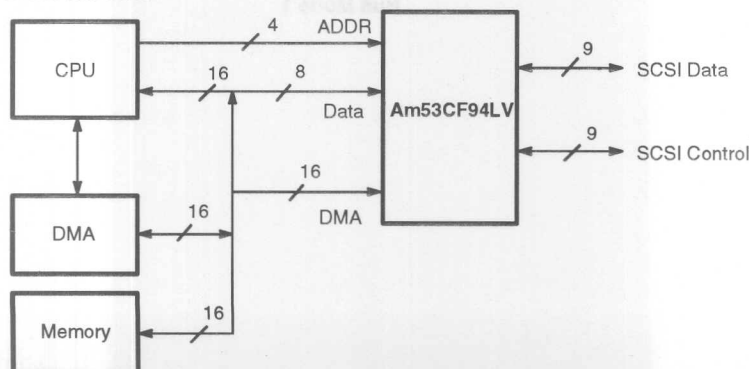 4
ADDR
CPU
16
8
Data
Am53CF94LV
9
SCSI Data
9
SCSI Control
16
DMA
DMA
16
Memory
16